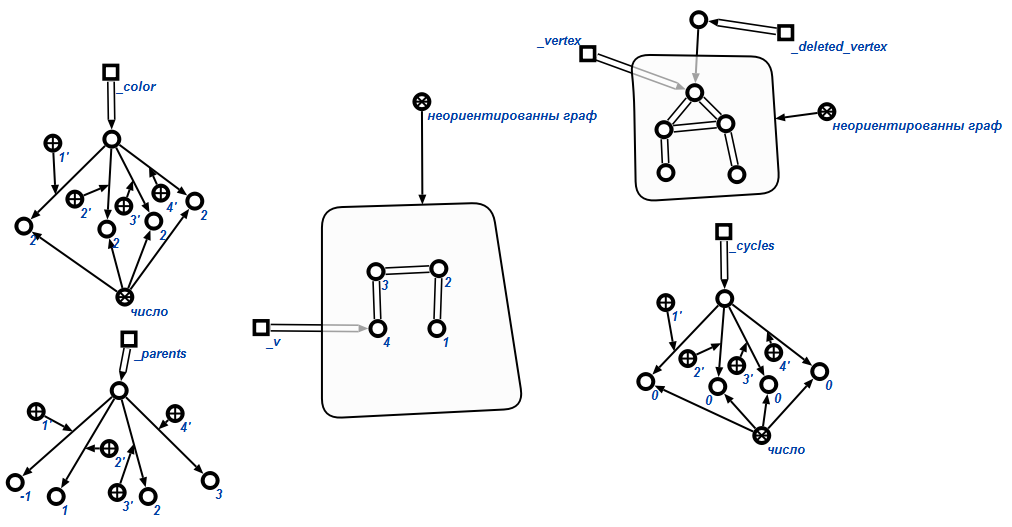 _color
1'
2'
3'
4'
2
2
2
2
число
_parents
1'
2'
3'
4'
-1
1
2
3
неориентированны граф
3
2
4
1
_v
_vertex
_deleted_vertex
неориентированны граф
_cycles
1'
2'
3'
4'
0
0
0
0
число